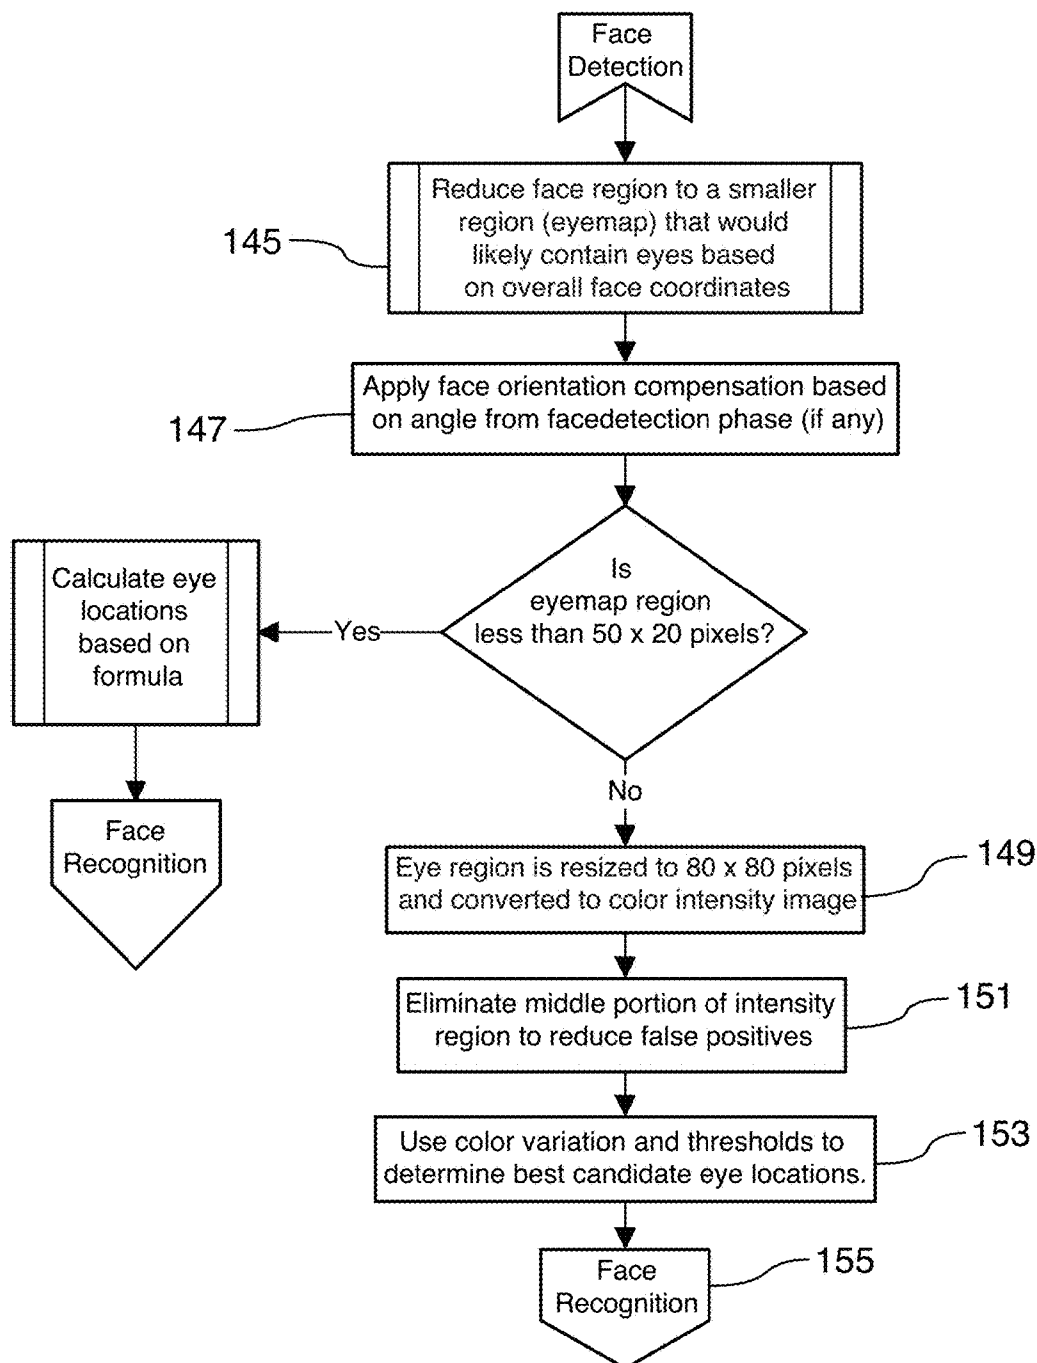 Face
Detection
Reduce face region to a smaller
region (eyemap) that would
likely contain eyes based
on overall face coordinates
145
Apply face orientation compensation based
on angle from facedetection phase (if any)
147
Is
eyemap region
less than 50 x 20 pixels?
Yes
Calculate eye
locations
based on
formula
Face
Recognition
No
Eye region is resized to 80 x 80 pixels
and converted to color intensity image
149
Eliminate middle portion of intensity
region to reduce false positives
151
Use color variation and thresholds to
determine best candidate eye locations.
153
Face
Recognition
155